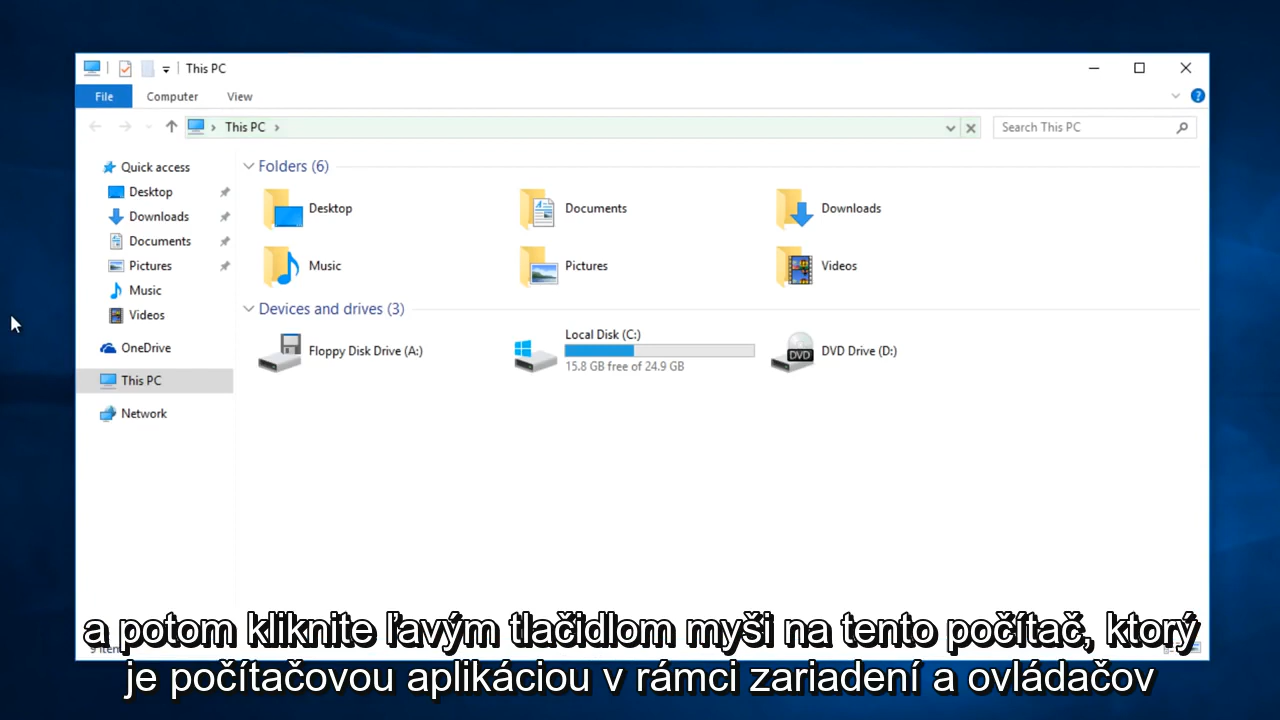 This PC
File Computer View
This PC
Search This PC
Quick access
Desktop
Downloads
Documents
Pictures
Music
Videos
OneDrive
This PC
Network
Folders (6)
Desktop Documents Downloads
Music Pictures Videos
Devices and drives (3)
Floppy Disk Drive (A:)
Local Disk (C:)
15.8 GB free of 24.9 GB
DVD
DVD Drive (D:)
a potom kliknite ľavým tlačidlom myši na tento počítač, ktorý
je počítačovou aplikáciou v rámci zariadení a ovládačov